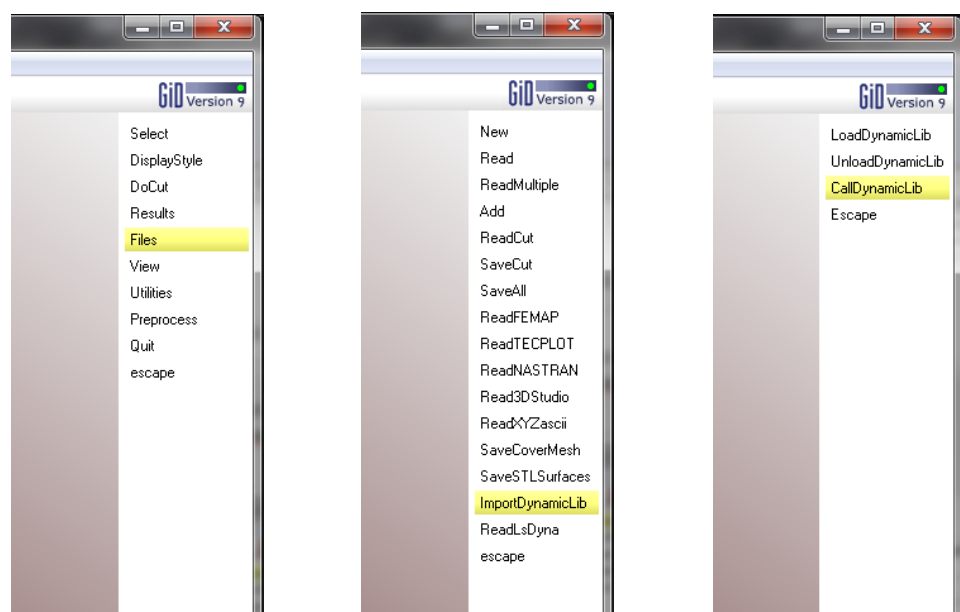 GiD Version 9
Select
DisplayStyle
DoCut
Results
Files
View
Utilities
Preprocess
Quit
escape
GiD Version 9
New
Read
ReadMultiple
Add
ReadCut
SaveCut
SaveAll
ReadFEMAP
ReadTECPLOT
ReadNASTRAN
Read3DStudio
ReadXYZascii
SaveCoverMesh
SaveSTLSurfaces
ImportDynamicLib
ReadLsDyna
escape
GiD Version 9
LoadDynamicLib
UnloadDynamicLib
CallDynamicLib
Escape